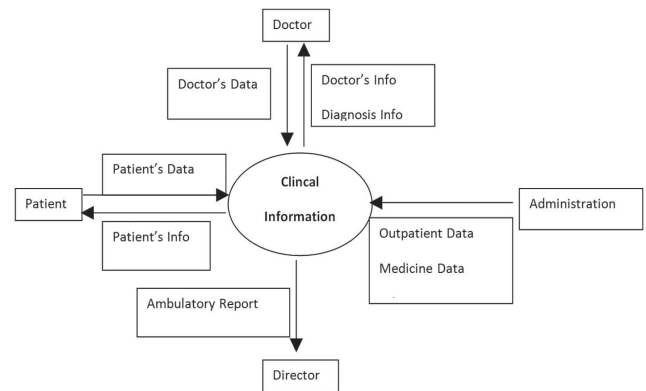 Doctor
Doctor's Data
Doctor's Info
Diagnosis Info
Patient's Data
Clincal
Information
Patient
Administration
Patient's Info
Outpatient Data
Medicine Data
Ambulatory Report
Director